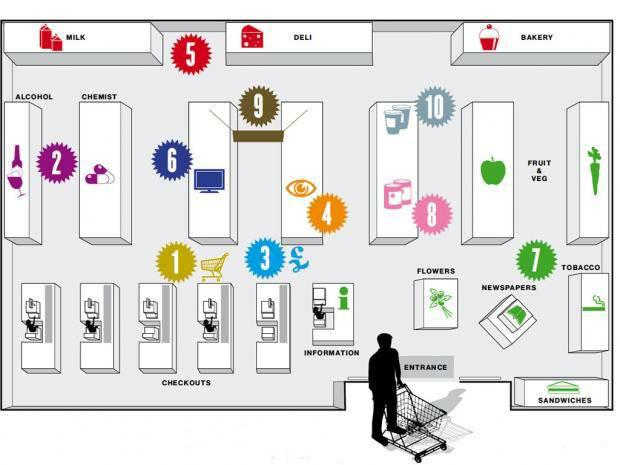 MILK
DELI
BAKERY
5
ALCOHOL
CHEMIST
9
10
2
6
FRUIT
& VEG
4
8
1
3
£
7
TOBACCO
FLOWERS
NEWSPAPERS
i
INFORMATION
ENTRANCE
CHECKOUTS
SANDWICHES